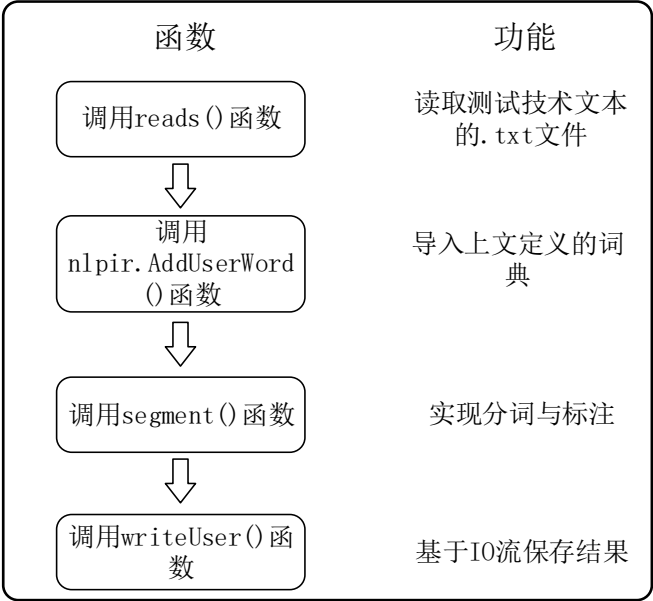 函数
功能
调用reads()函数
读取测试技术文本
的.txt文件
调用
nlpir.AddUserWord
()函数
导入上文定义的词
典
调用segment()函数
实现分词与标注
调用writeUser()函
数
基于IO流保存结果